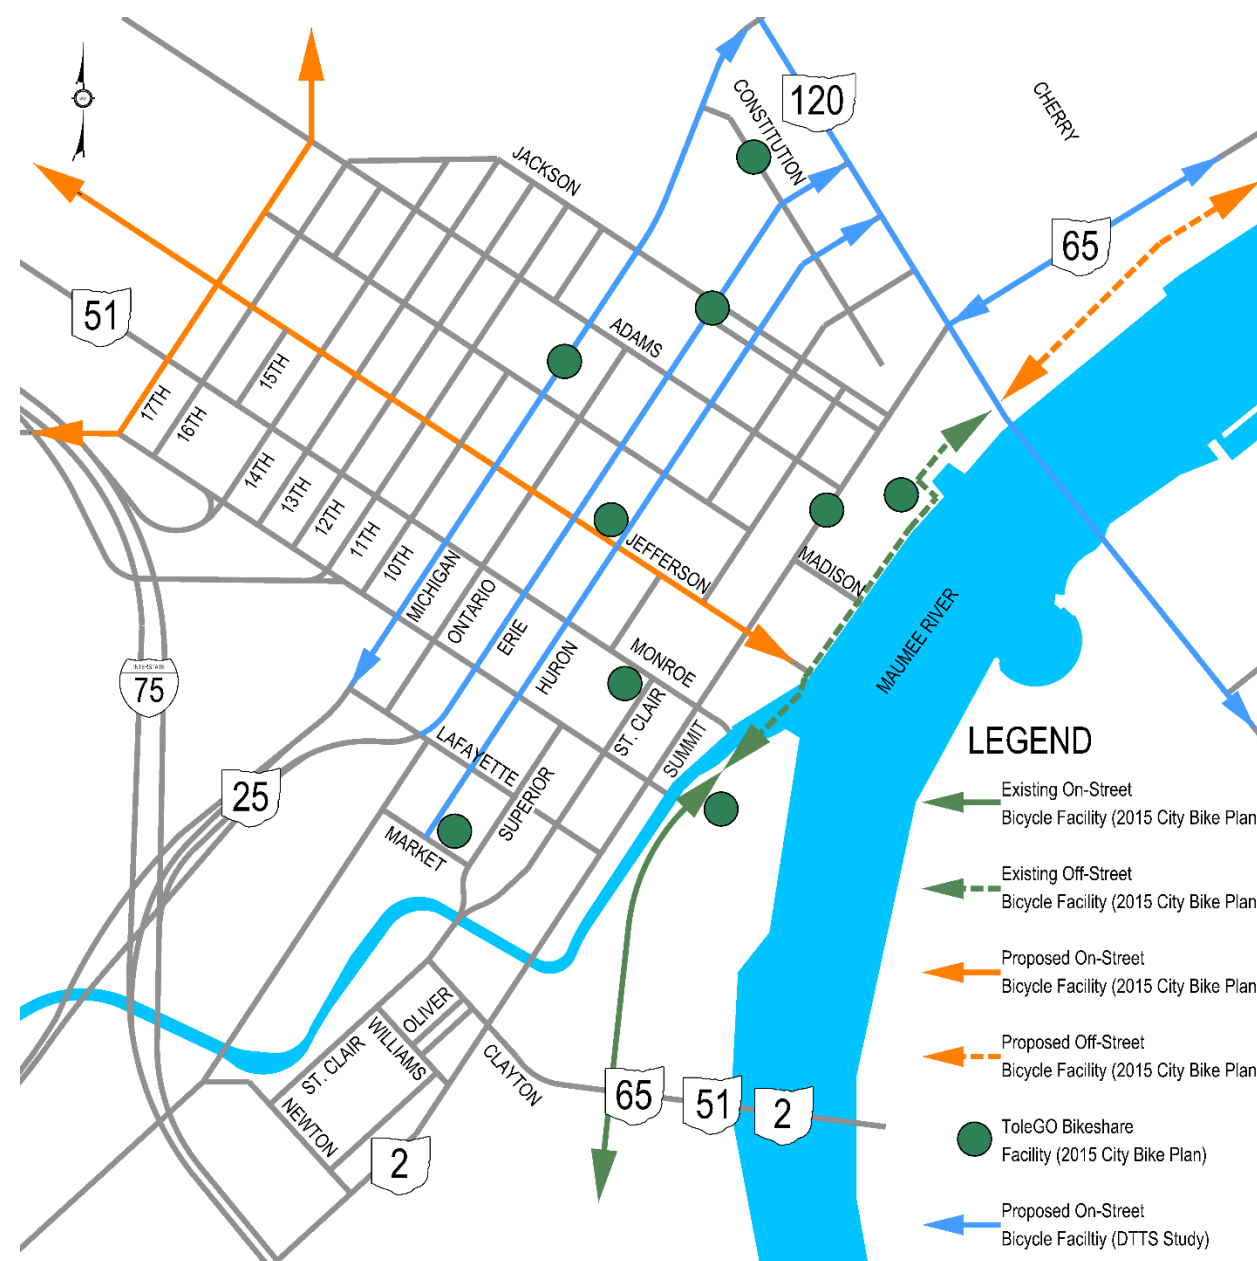 120
CHERRY
CONSTITUTION
JACKSON
65
51
ADAMS
17TH
15TH
16TH
14TH
13TH
12TH
11TH
10TH
MICHIGAN
ONTARIO
ERIE
HURON
JEFFERSON
MADISON
MONROE
MAUMEE RIVER
INTERSTATE
75
ST. CLAIR
SUMMIT
LAFAYETTE
25
SUPERIOR
MARKET
OLIVER
WILLIAMS
ST. CLAIR
NEWTON
CLAYTON
65
51
2
2
LEGEND
Existing On-Street
Bicycle Facility (2015 City Bike Plan
Existing Off-Street
Bicycle Facility (2015 City Bike Plan
Proposed On-Street
Bicycle Facility (2015 City Bike Plan
Proposed Off-Street
Bicycle Facility (2015 City Bike Plan
ToleGO Bikeshare
Facility (2015 City Bike Plan)
Proposed On-Street
Bicycle Faciltiy (DTTS Study)